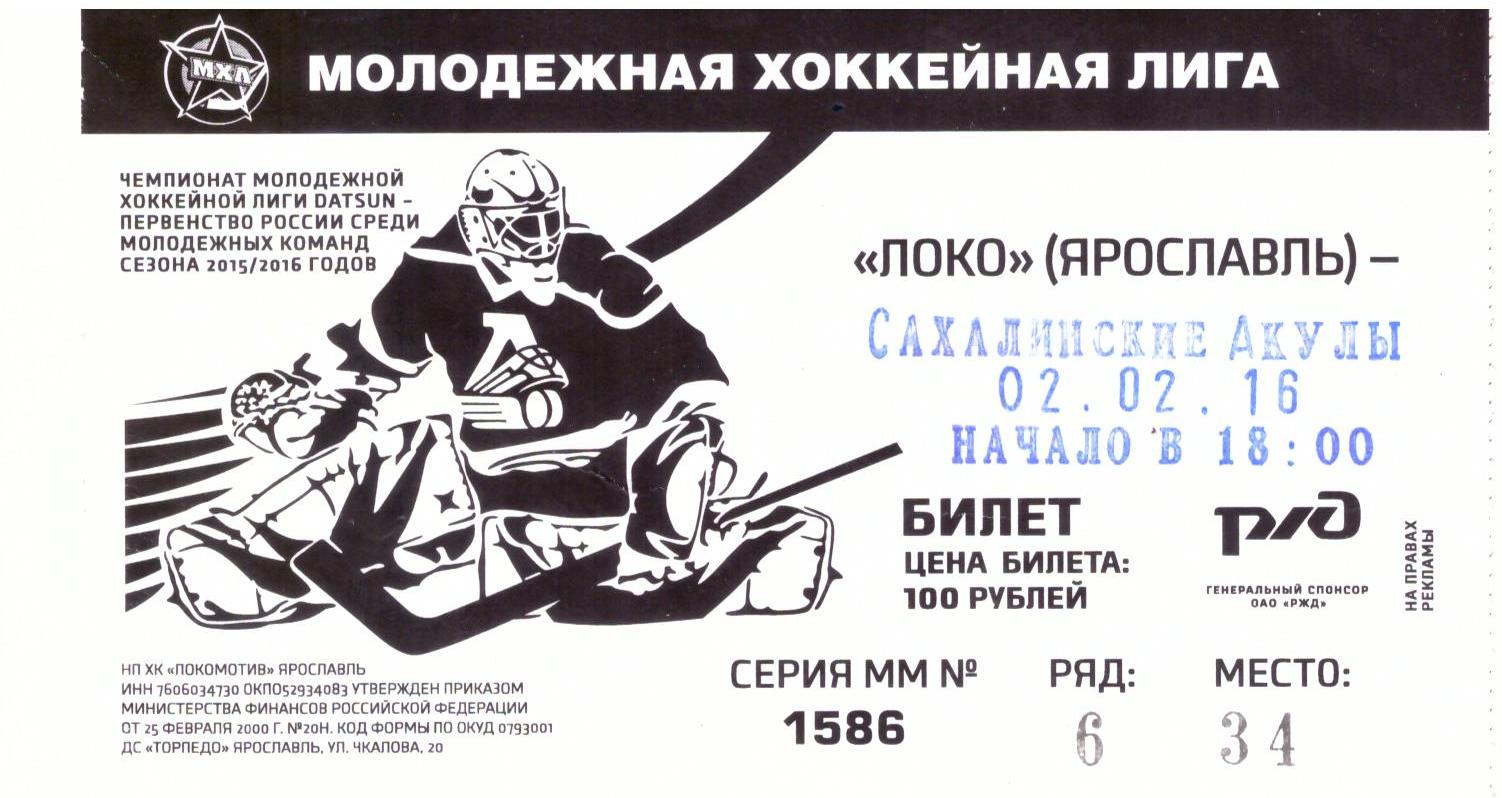 МХЛ
МОЛОДЕЖНАЯ ХОККЕЙНАЯ ЛИГА
ЧЕМПИОНАТ МОЛОДЕЖНОЙ
ХОККЕЙНОЙ ЛИГИ DATSUN –
ПЕРВЕНСТВО РОССИИ СРЕДИ
МОЛОДЕЖНЫХ КОМАНД
СЕЗОНА 2015/2016 ГОДОВ
«ЛОКО» (ЯРОСЛАВЛЬ) –
САХАЛИНСКИЕ АКУЛЫ
02.02.16
НАЧАЛО В 18:00
БИЛЕТ
ЦЕНА БИЛЕТА:
100 РУБЛЕЙ
РЖД
ГЕНЕРАЛЬНЫЙ СПОНСОР
ОАО «РЖД»
НА ПРАВАХ
РЕКЛАМЫ
НП ХК «ЛОКОМОТИВ» ЯРОСЛАВЛЬ
ИНН 7606034730 ОКПО52934083 УТВЕРЖДЕН ПРИКАЗОМ
МИНИСТЕРСТВА ФИНАНСОВ РОССИЙСКОЙ ФЕДЕРАЦИИ
ОТ 25 ФЕВРАЛЯ 2000 Г. №20Н. КОД ФОРМЫ ПО ОКУД 0793001
ДС «ТОРПЕДО» ЯРОСЛАВЛЬ, УЛ. ЧКАЛОВА, 20
СЕРИЯ ММ №
1586
РЯД:
6
МЕСТО:
34